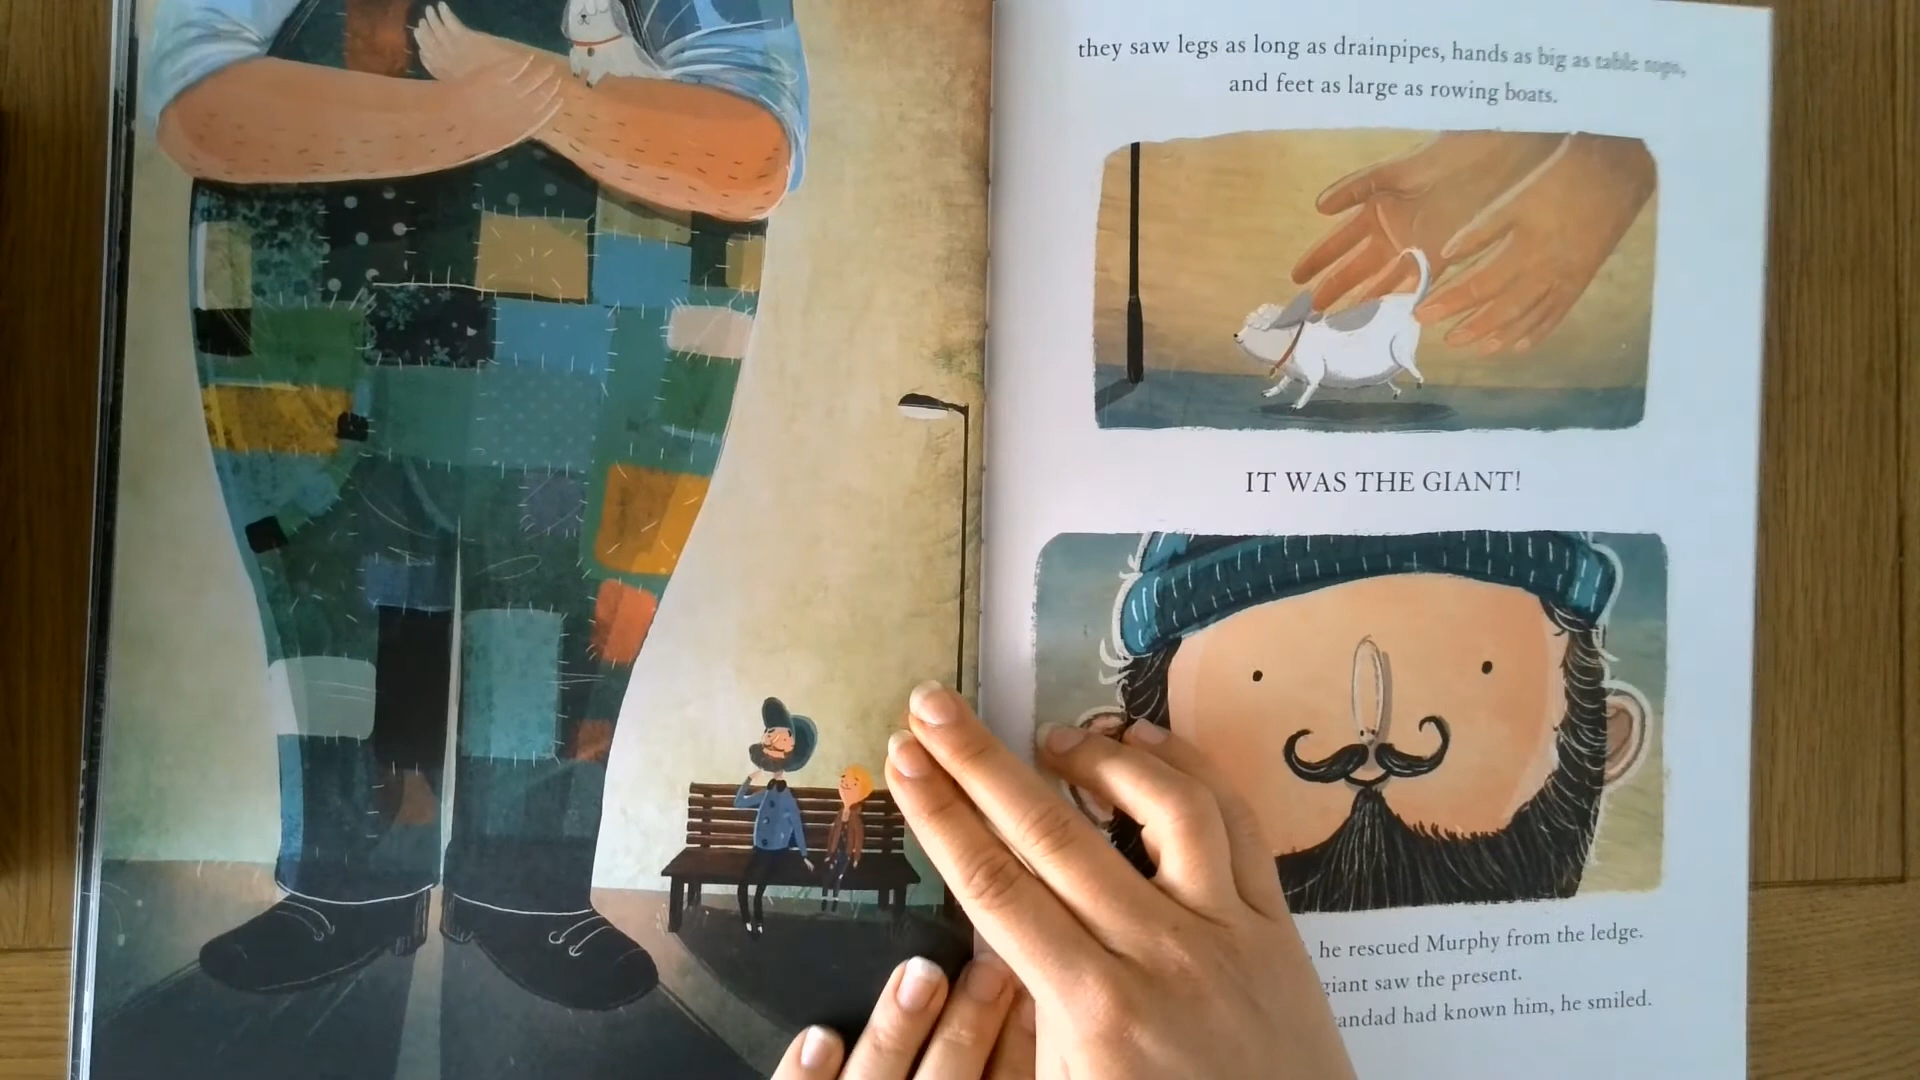 they saw legs as long as drainpipes, hands as big as table tops,
and feet as large as rowing boats.
IT WAS THE GIANT!
, he rescued Murphy from the ledge.
giant saw the present.
had known him, he smiled.